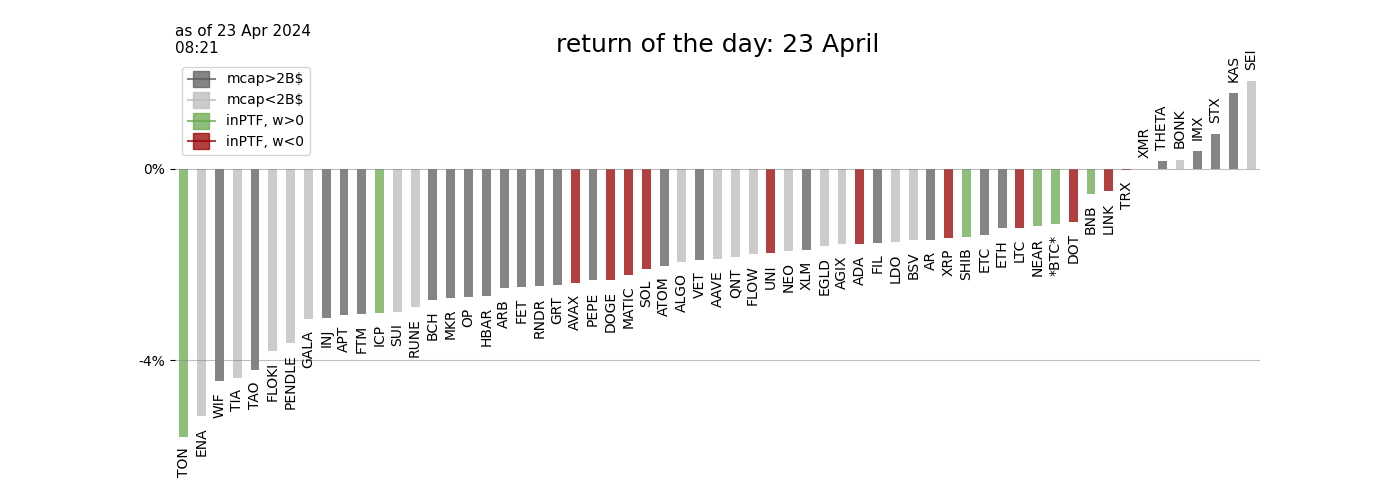 as of 23 Apr 2024
08:21
return of the day: 23 April
mcap>2B$
mcap<2B$
inPTF, w>0
inPTF, w<0
0%
-4%
TON
ENA
WIF
TIA
TAO
FLOKI
PENDLE
GALA
INJ
APT
FTM
ICP
SUI
RUNE
BCH
MKR
OP
HBAR
ARB
FET
RNDR
GRT
AVAX
PEPE
DOGE
MATIC
SOL
ATOM
ALGO
VET
AAVE
QNT
FLOW
UNI
NEO
XLM
EGLD
AGIX
ADA
FIL
LDO
BSV
AR
XRP
SHIB
ETC
ETH
LTC
NEAR
*BTC*
DOT
BNB
LINK
TRX
XMR
THETA
BONK
IMX
STX
KAS
SEI